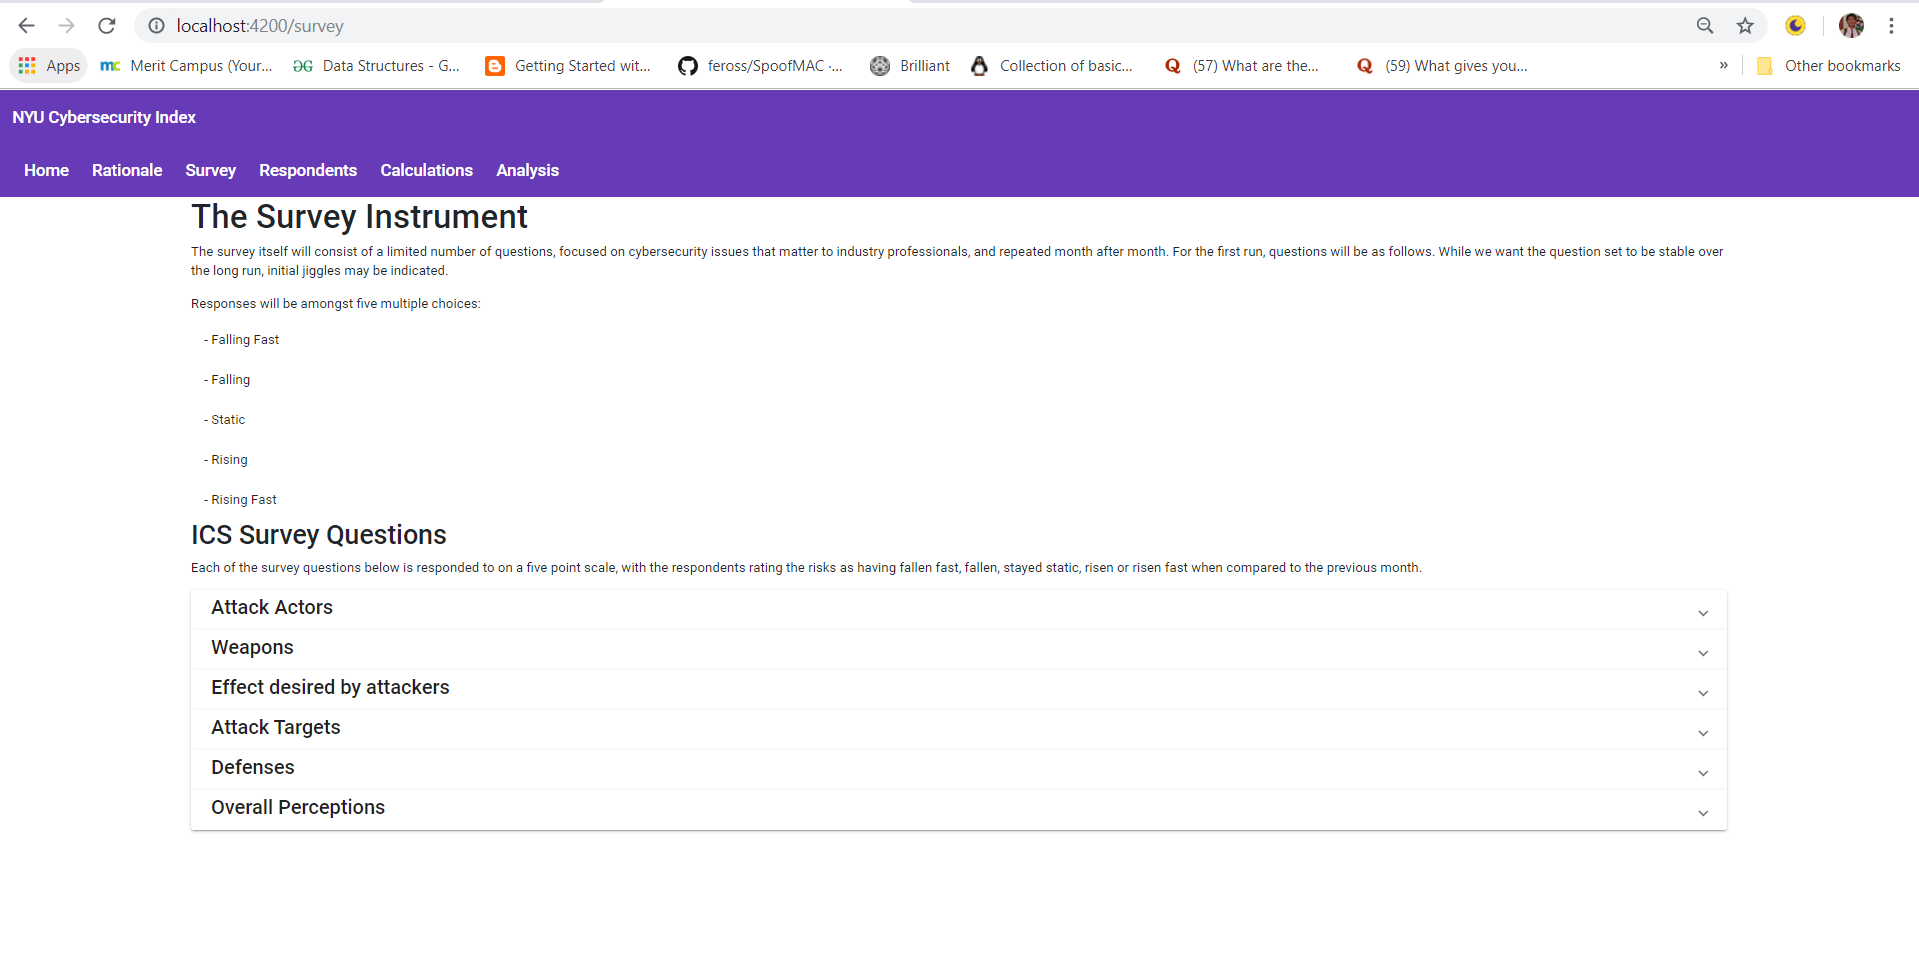 localhost:4200/survey
Apps
Merit Campus (Your...
Data Structures - G...
Getting Started wit...
feross/SpoofMAC ·...
Brilliant
Collection of basic...
(57) What are the...
(59) What gives you...
»
Other bookmarks
NYU Cybersecurity Index
Home Rationale Survey Respondents Calculations Analysis
The Survey Instrument
The survey itself will consist of a limited number of questions, focused on cybersecurity issues that matter to industry professionals, and repeated month after month. For the first run, questions will be as follows. While we want the question set to be stable over
the long run, initial jiggles may be indicated.
Responses will be amongst five multiple choices:
- Falling Fast
- Falling
- Static
- Rising
- Rising Fast
ICS Survey Questions
Each of the survey questions below is responded to on a five point scale, with the respondents rating the risks as having fallen fast, fallen, stayed static, risen or risen fast when compared to the previous month.
Attack Actors
Weapons
Effect desired by attackers
Attack Targets
Defenses
Overall Perceptions